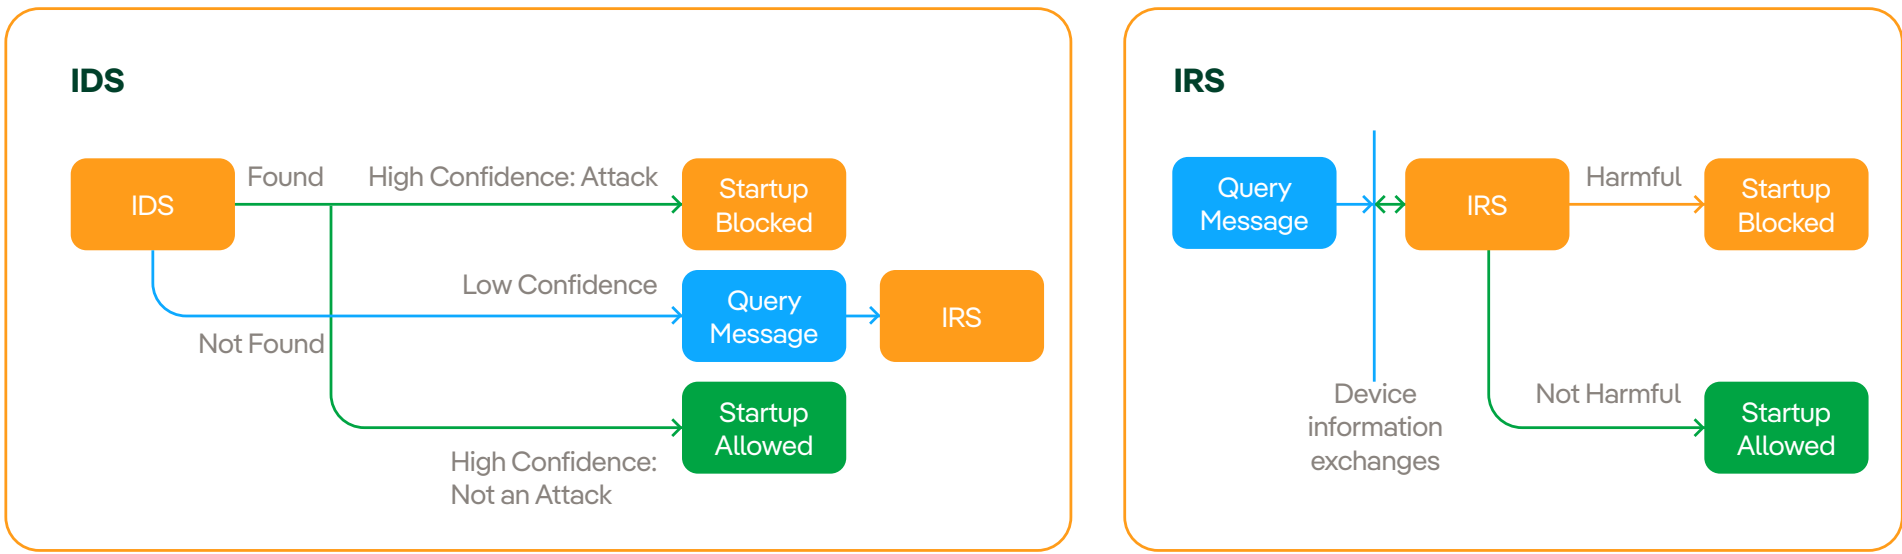 IDS
IDS
Found
High Confidence: Attack
Startup
Blocked
Low Confidence
Not Found
Query
Message
IRS
Startup
Allowed
High Confidence:
Not an Attack
IRS
Query
Message
IRS
Harmful
Startup
Blocked
Device
information
exchanges
Not Harmful
Startup
Allowed